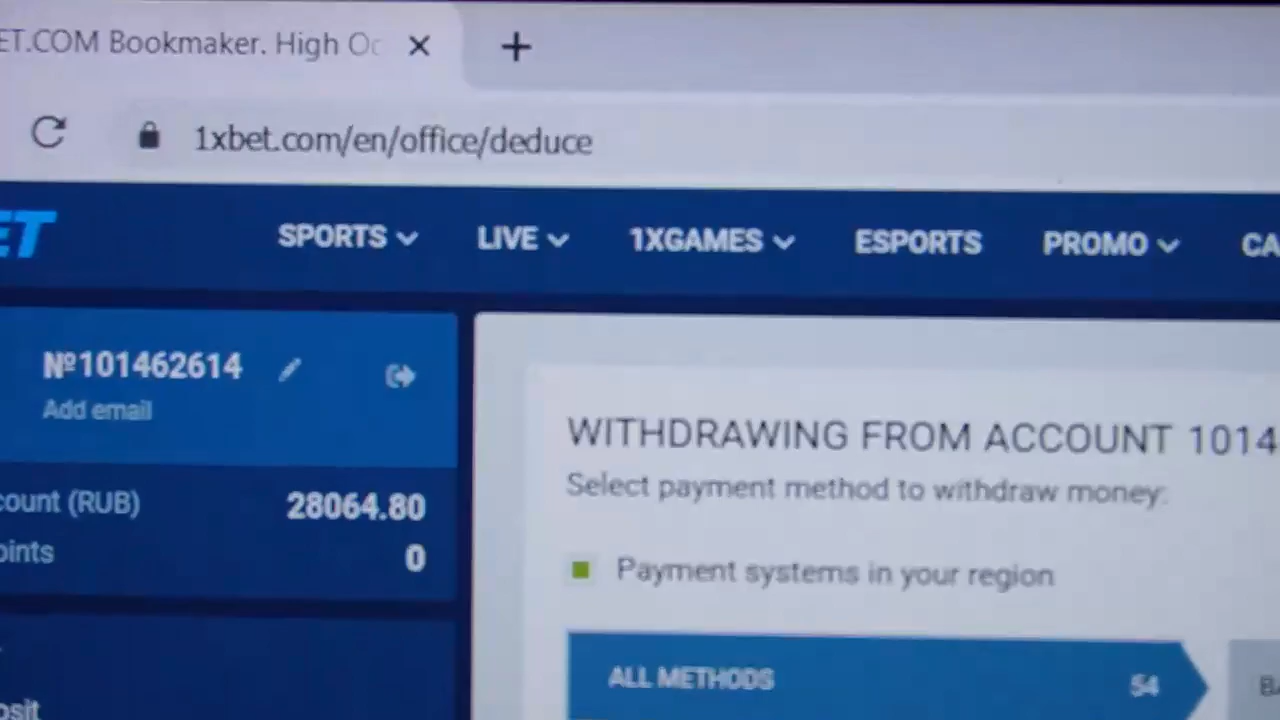 ET.COM Bookmaker. High
1xbet.com/en/office/deduce
ET SPORTS LIVE 1XGAMES ESPORTS PROMO CA
№101462614
Add email
WITHDRAWING FROM ACCOUNT 1014
Select payment method to withdraw money:
count (RUB) 28064.80
oints 0
Payment systems in your region
ALL METHODS 54
osit